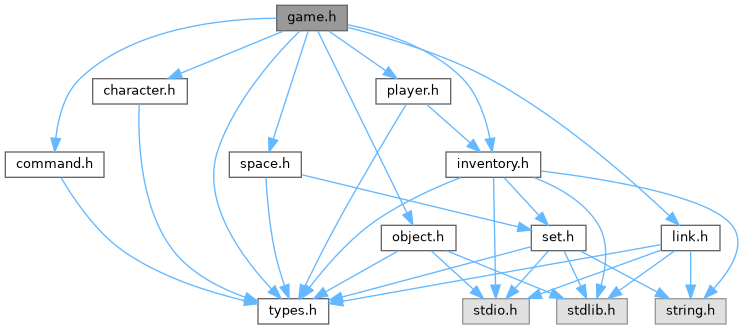 game.h
character.h
player.h
command.h
space.h
inventory.h
object.h
set.h
link.h
types.h
stdio.h
stdlib.h
string.h